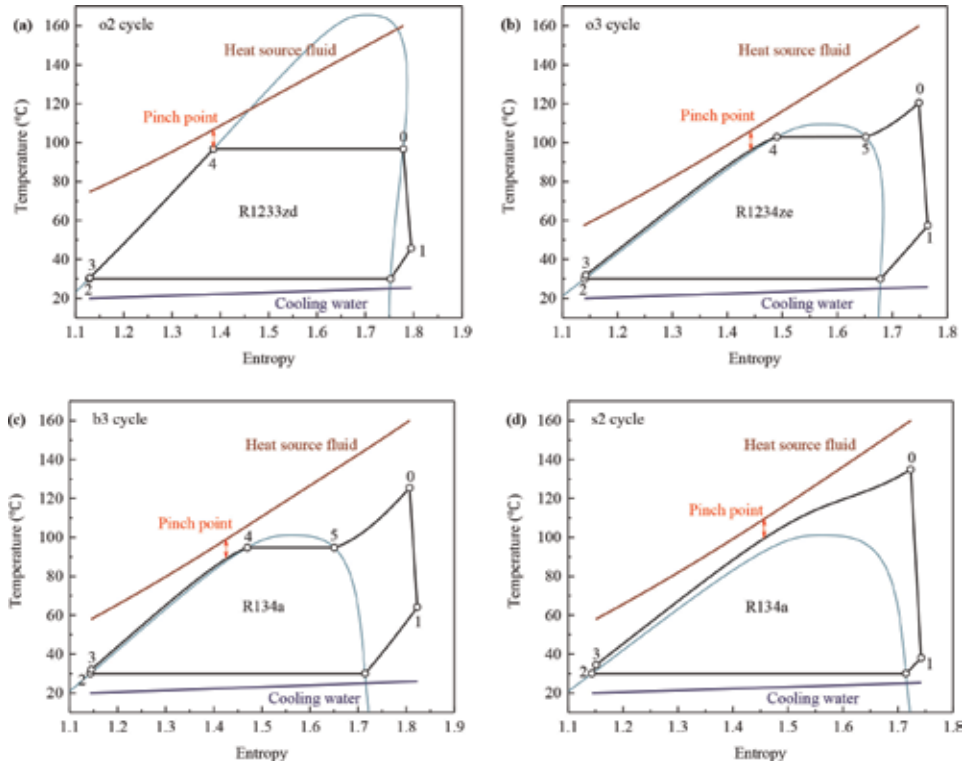 (a)
o2 cycle
Heat source fluid
Pinch point
R1233zd
Cooling water
0
1
2
3
4
Temperature (°C)
160
140
120
100
80
60
40
20
1.1 1.2 1.3 1.4 1.5 1.6 1.7 1.8 1.9
Entropy
(b)
o3 cycle
Heat source fluid
Pinch point
R1234ze
Cooling water
0
1
2
3
4
5
Temperature (°C)
160
140
120
100
80
60
40
20
1.1 1.2 1.3 1.4 1.5 1.6 1.7 1.8
Entropy
(c)
b3 cycle
Heat source fluid
Pinch point
R134a
Cooling water
0
1
2
3
4
5
Temperature (°C)
160
140
120
100
80
60
40
20
1.1 1.2 1.3 1.4 1.5 1.6 1.7 1.8 1.9
Entropy
(d)
s2 cycle
Heat source fluid
Pinch point
R134a
Cooling water
0
1
2
3
Temperature (°C)
160
140
120
100
80
60
40
20
1.1 1.2 1.3 1.4 1.5 1.6 1.7 1.8
Entropy